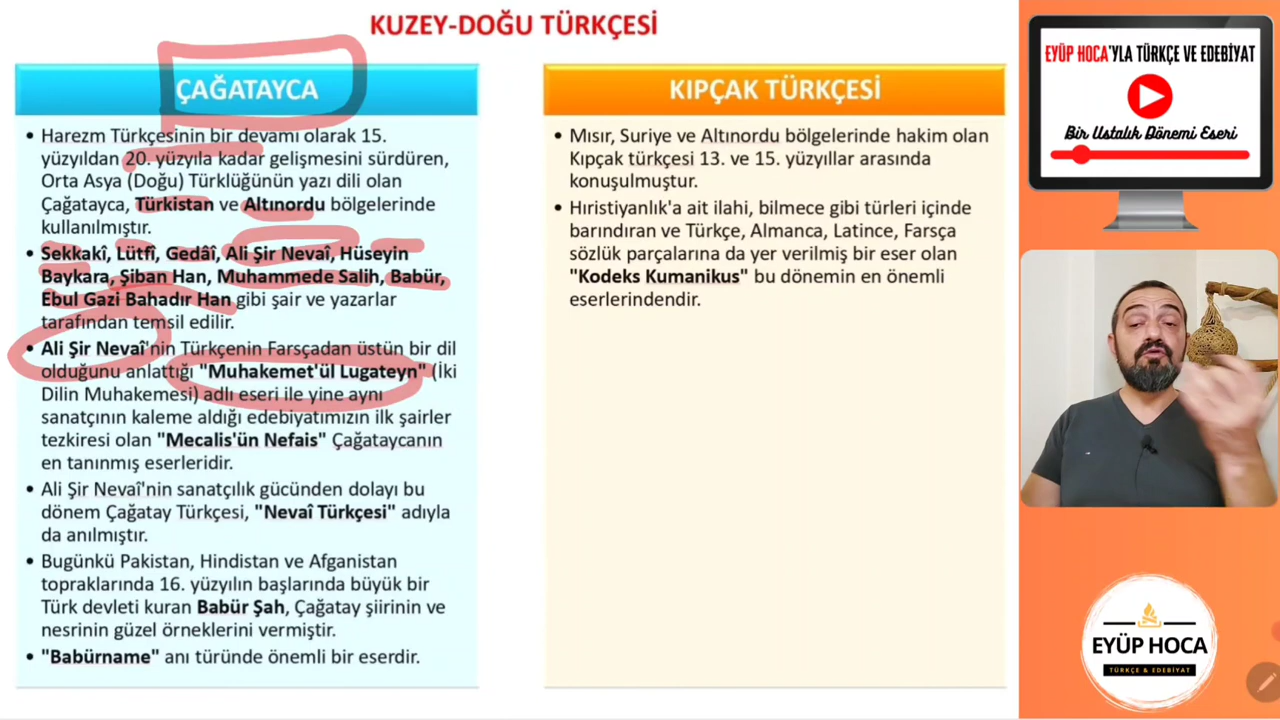 KUZEY-DOĞU TÜRKÇESİ
ÇAĞATAYCA
• Harezm Türkçesinin bir devamı olarak 15.
yüzyıldan 20. yüzyıla kadar gelişmesini sürdüren,
Orta Asya (Doğu) Türklüğünün yazı dili olan
Çağatayca, Türkistan ve Altınordu bölgelerinde
kullanılmıştır.
• Sekkakî, Lütfî, Gedâî, Ali Şir Nevaî, Hüseyin
Baykara, Şiban Han, Muhammede Salih, Babür,
Ebul Gazi Bahadır Han gibi şair ve yazarlar
tarafından temsil edilir.
• Ali Şir Nevaî'nin Türkçenin Farsçadan üstün bir dil
olduğunu anlattığı "Muhakemet'ül Lugateyn" (İki
Dilin Muhakemesi) adlı eseri ile yine aynı
sanatçının kaleme aldığı edebiyatımızın ilk şairler
tezkiresi olan "Mecalis'ün Nefais" Çağataycanın
en tanınmış eserleridir.
• Ali Şir Nevaî'nin sanatçılık gücünden dolayı bu
dönem Çağatay Türkçesi, "Nevaî Türkçesi" adıyla
da anılmıştır.
• Bugünkü Pakistan, Hindistan ve Afganistan
topraklarında 16. yüzyılın başlarında büyük bir
Türk devleti kuran Babür Şah, Çağatay şiirinin ve
nesrinin güzel örneklerini vermiştir.
• "Babürname" anı türünde önemli bir eserdir.
KIPÇAK TÜRKÇESİ
• Mısır, Suriye ve Altınordu bölgelerinde hakim olan
Kıpçak türkçesi 13. ve 15. yüzyıllar arasında
konuşulmuştur.
• Hıristiyanlık'a ait ilahi, bilmece gibi türleri içinde
barındıran ve Türkçe, Almanca, Latince, Farsça
sözlük parçalarına da yer verilmiş bir eser olan
"Kodeks Kumanikus" bu dönemin en önemli
eserlerindendir.
EYÜP HOCA'YLA TÜRKÇE VE EDEBİYAT
Bir Ustalık Dönemi Eseri
EYÜP HOCA
TÜRKÇE & EDEBİYAT